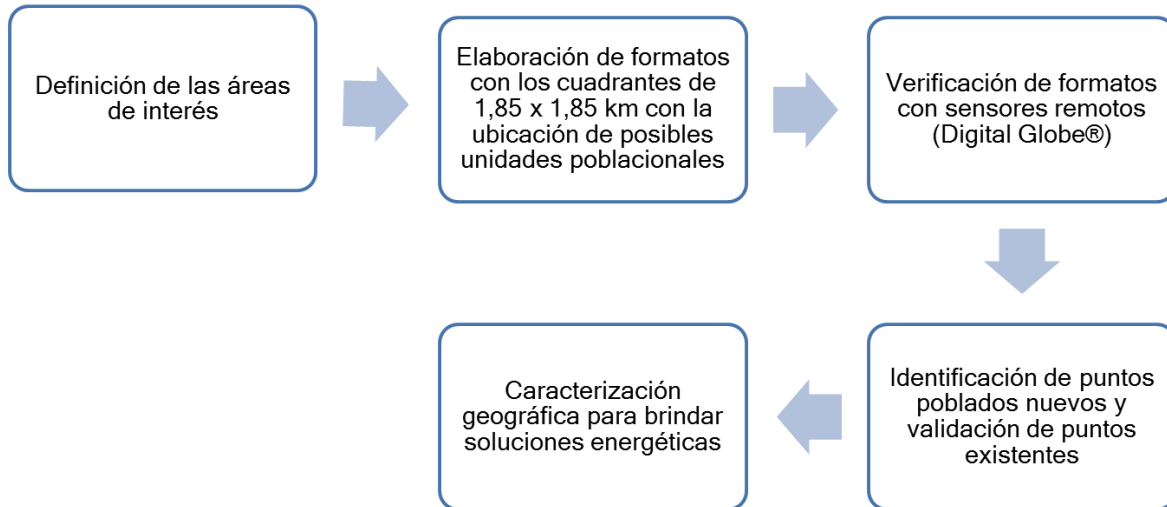 Definición de las áreas
de interés
Elaboración de formatos
con los cuadrantes de
1,85 x 1,85 km con la
ubicación de posibles
unidades poblacionales
Verificación de formatos
con sensores remotos
(Digital Globe®)
Identificación de puntos
poblados nuevos y
validación de puntos
existentes
Caracterización
geográfica para brindar
soluciones energéticas